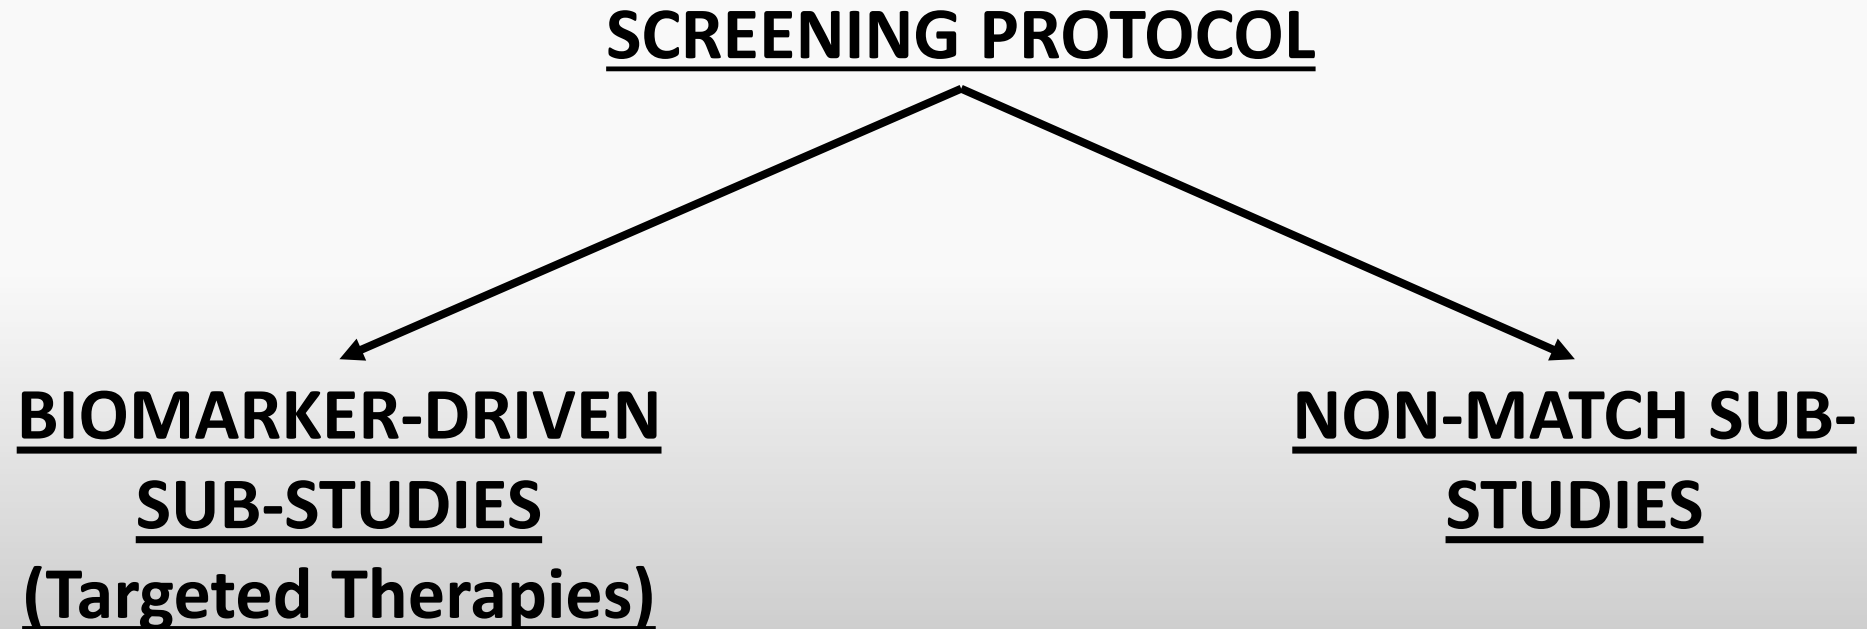 SCREENING PROTOCOL
BIOMARKER-DRIVEN
SUB-STUDIES
(Targeted Therapies)
NON-MATCH SUB-
STUDIES